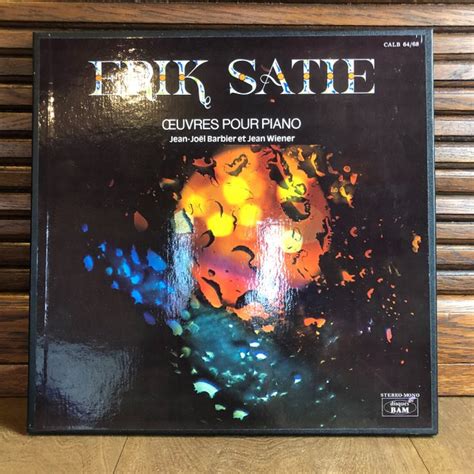 CALB 64/68
ERIK SATIE
ŒUVRES POUR PIANO
Jean-Joël Barbier et Jean Wiener
STEREO-MONO
disques
BAM